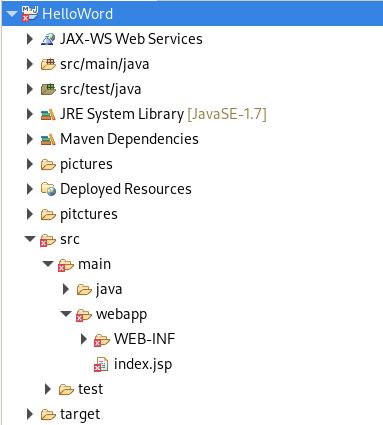 HelloWord
JAX-WS Web Services
src/main/java
src/test/java
JRE System Library [JavaSE-1.7]
Maven Dependencies
pictures
Deployed Resources
pitctures
src
main
java
webapp
WEB-INF
index.jsp
test
target